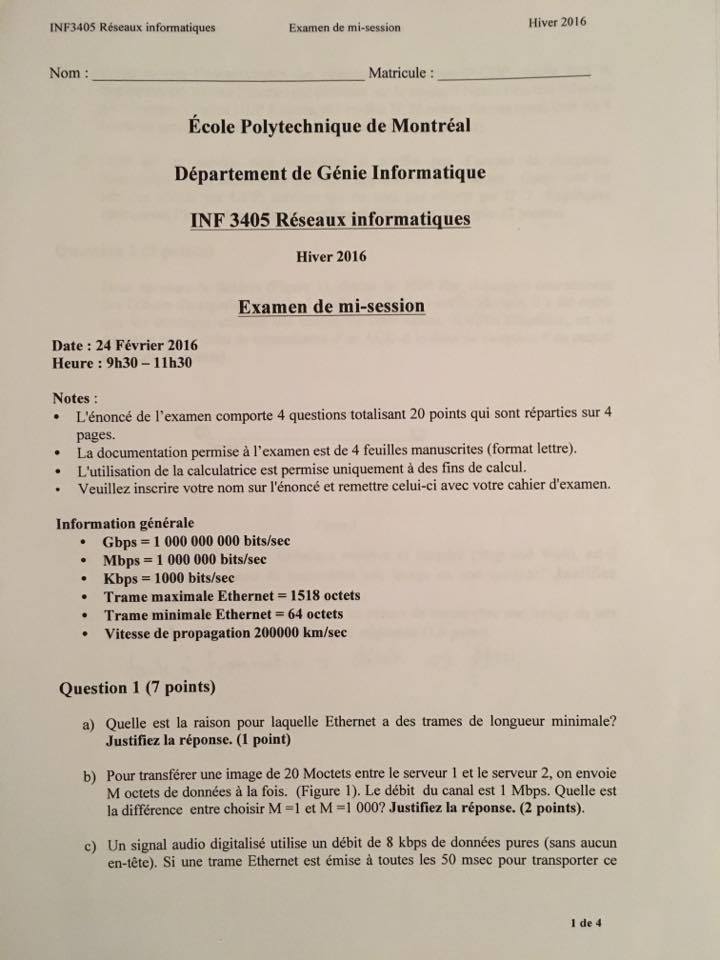 INF3405 Réseaux informatiques Examen de mi-session Hiver 2016
Nom : ______ Matricule : ______
École Polytechnique de Montréal
Département de Génie Informatique
INF 3405 Réseaux informatiques
Hiver 2016
Examen de mi-session
Date : 24 Février 2016
Heure : 9h30 – 11h30
Notes :
• L'énoncé de l'examen comporte 4 questions totalisant 20 points qui sont réparties sur 4
pages.
• La documentation permise à l'examen est de 4 feuilles manuscrites (format lettre).
• L'utilisation de la calculatrice est permise uniquement à des fins de calcul.
• Veuillez inscrire votre nom sur l'énoncé et remettre celui-ci avec votre cahier d'examen.
Information générale
• Gbps = 1 000 000 000 bits/sec
• Mbps = 1 000 000 bits/sec
• Kbps = 1000 bits/sec
• Trame maximale Ethernet = 1518 octets
• Trame minimale Ethernet = 64 octets
• Vitesse de propagation 200000 km/sec
Question 1 (7 points)
a) Quelle est la raison pour laquelle Ethernet a des trames de longueur minimale?
Justifiez la réponse. (1 point)
b) Pour transférer une image de 20 Moctets entre le serveur 1 et le serveur 2, on envoie
M octets de données à la fois. (Figure 1). Le débit du canal est 1 Mbps. Quelle est
la différence entre choisir M =1 et M =1 000? Justifiez la réponse. (2 points).
c) Un signal audio digitalisé utilise un débit de 8 kbps de données pures (sans aucun
en-tête). Si une trame Ethernet est émise à toutes les 50 msec pour transporter ce
1 de 4